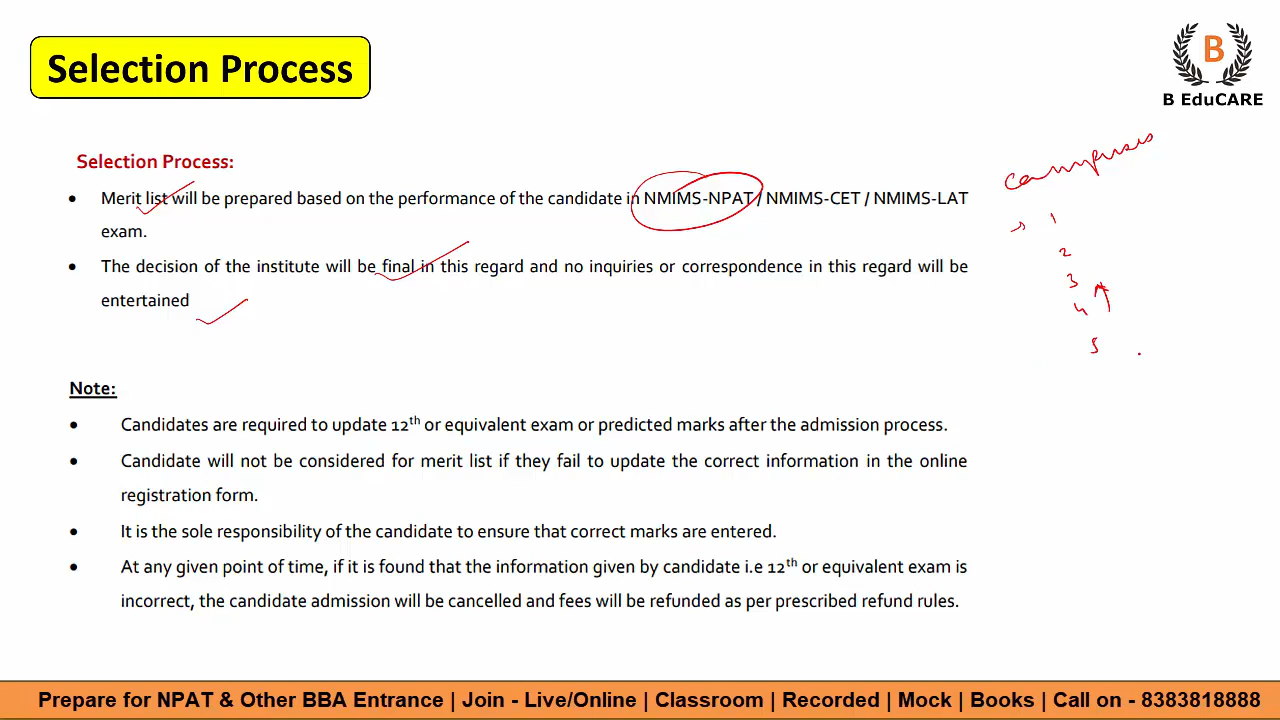 Selection Process
B
B EduCARE
Selection Process:
• Merit list will be prepared based on the performance of the candidate in NMIMS-NPAT / NMIMS-CET / NMIMS-LAT
exam.
• The decision of the institute will be final in this regard and no inquiries or correspondence in this regard will be
entertained
campuses
1
2
3
4
5
Note:
• Candidates are required to update 12th or equivalent exam or predicted marks after the admission process.
• Candidate will not be considered for merit list if they fail to update the correct information in the online
registration form.
• It is the sole responsibility of the candidate to ensure that correct marks are entered.
• At any given point of time, if it is found that the information given by candidate i.e 12th or equivalent exam is
incorrect, the candidate admission will be cancelled and fees will be refunded as per prescribed refund rules.
Prepare for NPAT & Other BBA Entrance | Join - Live/Online | Classroom | Recorded | Mock | Books | Call on - 8383818888